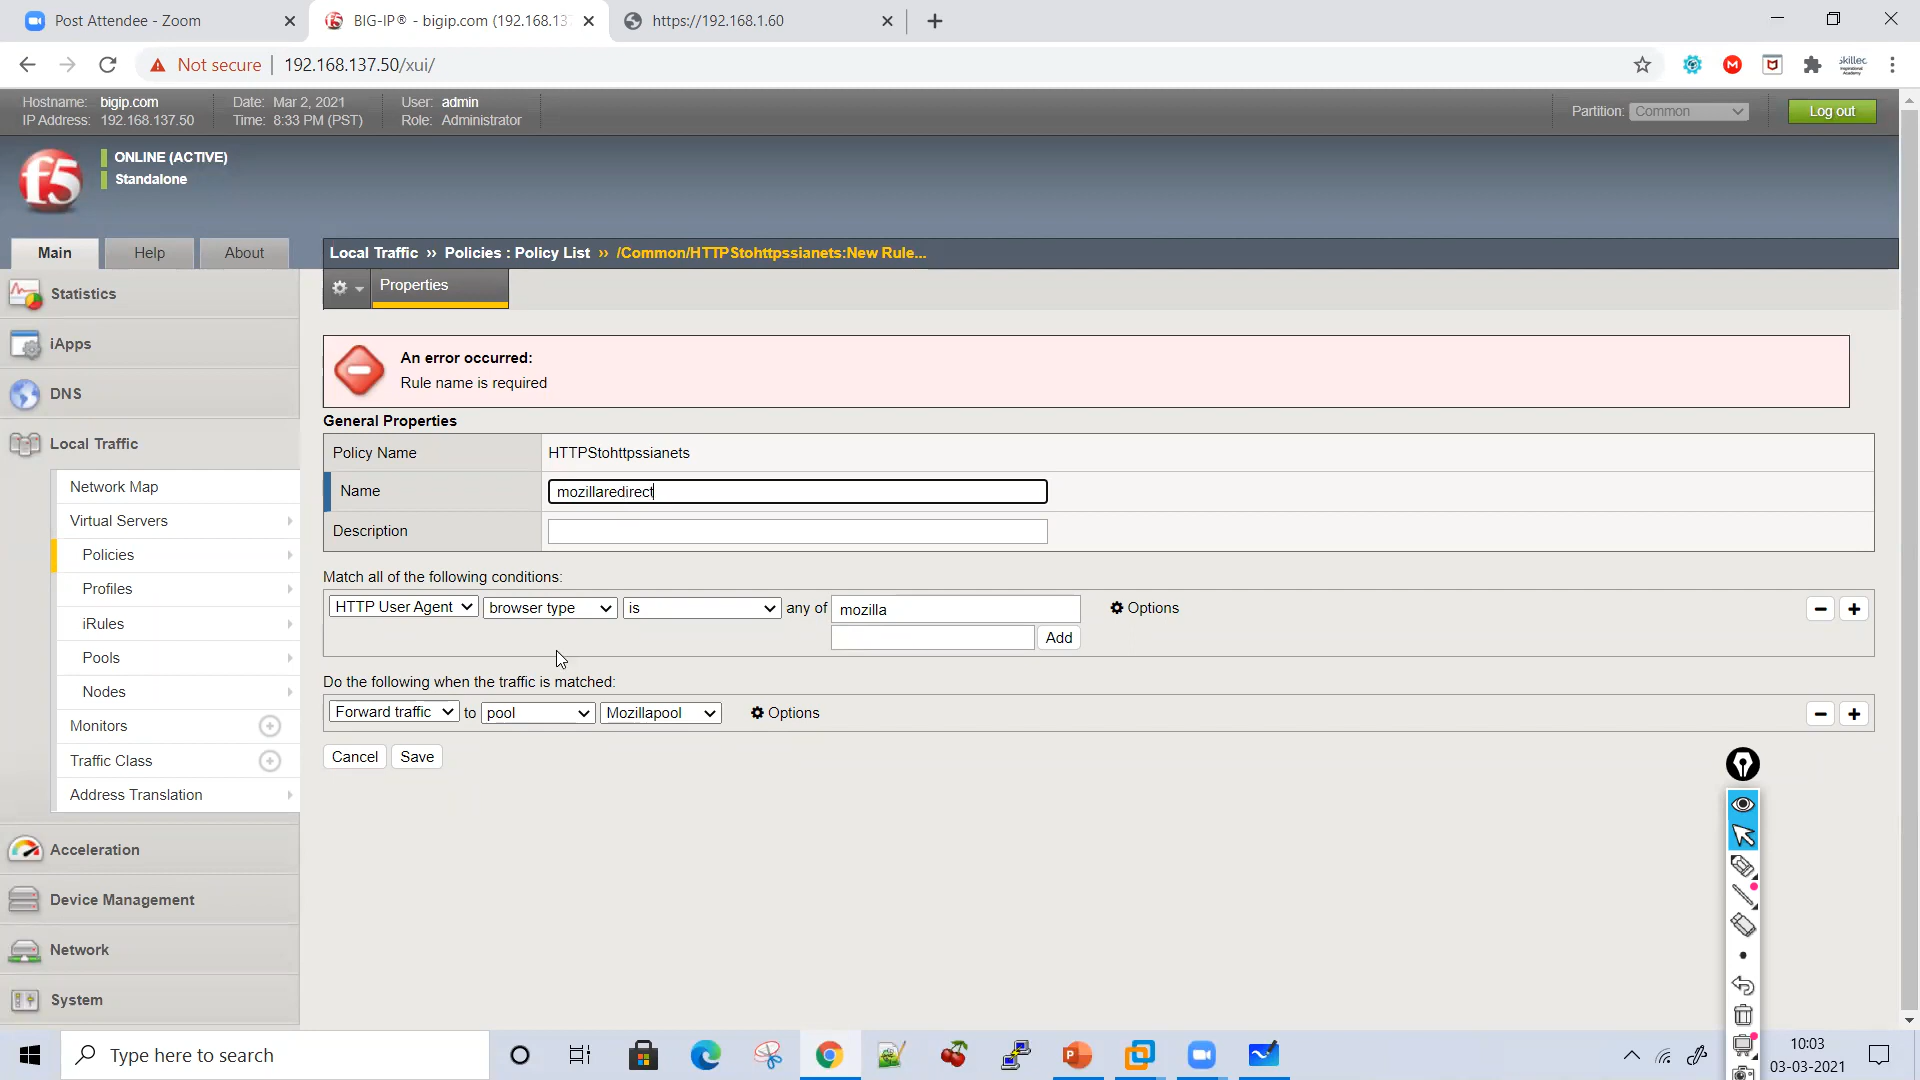 Post Attendee - Zoom
BIG-IP® - bigip.com (192.168.137
https://192.168.1.60
Not secure
192.168.137.50/xui/
skillec
Inspirational
Academy
Hostname: bigip.com
IP Address: 192.168.137.50
Date: Mar 2, 2021
Time: 8:33 PM (PST)
User: admin
Role: Administrator
Partition: Common
Log out
f5
ONLINE (ACTIVE)
Standalone
Main
Help
About
Local Traffic ›› Policies : Policy List ›› /Common/HTTPStohttpssianets:New Rule...
Properties
Statistics
iApps
DNS
Local Traffic
Network Map
Virtual Servers
Policies
Profiles
iRules
Pools
Nodes
Monitors
Traffic Class
Address Translation
Acceleration
Device Management
Network
System
An error occurred:
Rule name is required
General Properties
Policy Name HTTPStohttpssianets
Name mozillaredirect
Description
Match all of the following conditions:
HTTP User Agent browser type is any of mozilla Options
Add
Do the following when the traffic is matched:
Forward traffic to pool Mozillapool Options
Cancel Save
Type here to search
10:03
03-03-2021